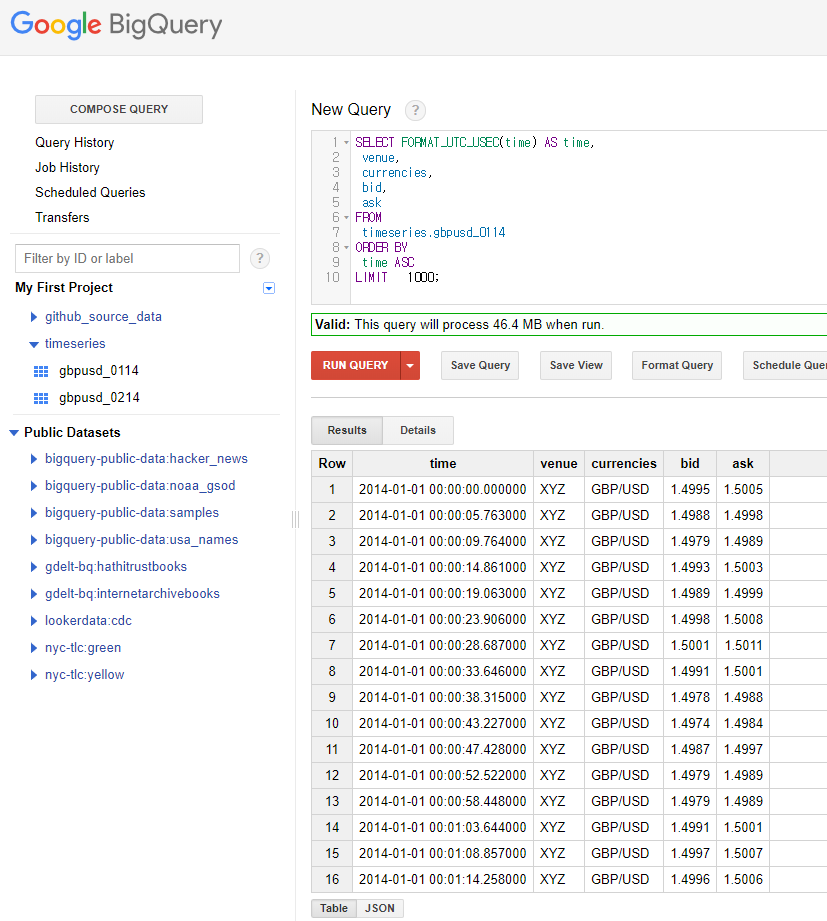 Google BigQuery
COMPOSE QUERY
Query History
Job History
Scheduled Queries
Transfers
Filter by ID or label ?
My First Project
github_source_data
timeseries
gbpusd_0114
gbpusd_0214
Public Datasets
bigquery-public-data:hacker_news
bigquery-public-data:noaa_gsod
bigquery-public-data:samples
bigquery-public-data:usa_names
gdelt-bq:hathitrustbooks
gdelt-bq:internetarchivebooks
lookerdata:cdc
nyc-tlc:green
nyc-tlc:yellow
New Query ?
1 SELECT FORMAT_UTC_USEC(time) AS time,
2 venue,
3 currencies,
4 bid,
5 ask
6 FROM
7 timeseries.gbpusd_0114
8 ORDER BY
9 time ASC
10 LIMIT 1000;
Valid: This query will process 46.4 MB when run.
RUN QUERY Save Query Save View Format Query Schedule Quer
Results Details
Row time venue currencies bid ask
1 2014-01-01 00:00:00.000000 XYZ GBP/USD 1.4995 1.5005
2 2014-01-01 00:00:05.763000 XYZ GBP/USD 1.4988 1.4998
3 2014-01-01 00:00:09.764000 XYZ GBP/USD 1.4979 1.4989
4 2014-01-01 00:00:14.861000 XYZ GBP/USD 1.4993 1.5003
5 2014-01-01 00:00:19.063000 XYZ GBP/USD 1.4989 1.4999
6 2014-01-01 00:00:23.906000 XYZ GBP/USD 1.4998 1.5008
7 2014-01-01 00:00:28.687000 XYZ GBP/USD 1.5001 1.5011
8 2014-01-01 00:00:33.646000 XYZ GBP/USD 1.4991 1.5001
9 2014-01-01 00:00:38.315000 XYZ GBP/USD 1.4978 1.4988
10 2014-01-01 00:00:43.227000 XYZ GBP/USD 1.4974 1.4984
11 2014-01-01 00:00:47.428000 XYZ GBP/USD 1.4987 1.4997
12 2014-01-01 00:00:52.522000 XYZ GBP/USD 1.4979 1.4989
13 2014-01-01 00:00:58.448000 XYZ GBP/USD 1.4979 1.4989
14 2014-01-01 00:01:03.644000 XYZ GBP/USD 1.4991 1.5001
15 2014-01-01 00:01:08.857000 XYZ GBP/USD 1.4997 1.5007
16 2014-01-01 00:01:14.258000 XYZ GBP/USD 1.4996 1.5006
Table JSON